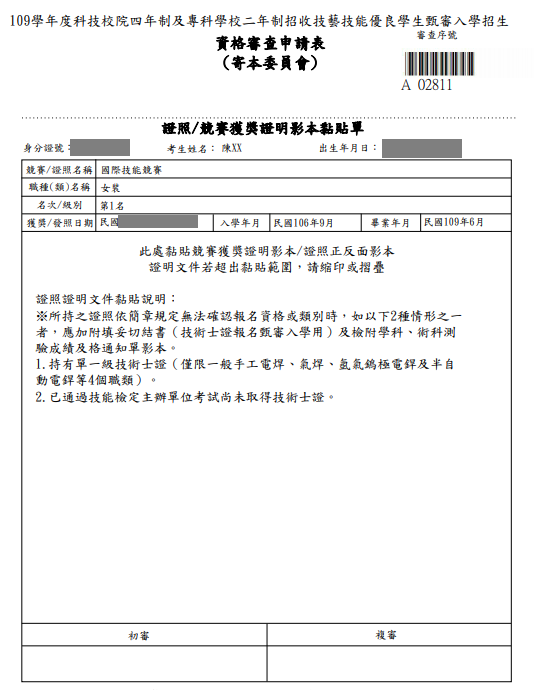 109學年度科技校院四年制及專科學校二年制招收技藝技能優良學生甄審入學招生
審查序號
資格審查申請表
(寄本委員會)
A 02811
證照/競賽獲獎證明影本黏貼單
身分證號: 考生姓名: 陳XX 出生年月日:
競賽/證照名稱 國際技能競賽
職種(類)名稱 女裝
名次/級別 第1名
獲獎/發照日期 民國 入學年月 民國106年9月 畢業年月 民國109年6月
此處黏貼競賽獲獎證明影本/證照正反面影本
證明文件若超出黏貼範圍,請縮印或摺疊
證照證明文件黏貼說明:
※所持之證照依簡章規定無法確認報名資格或類別時,如以下2種情形之一
者,應加附填妥切結書(技術士證報名甄審入學用)及檢附學科、術科測
驗成績及格通知單影本。
1.持有單一級技術士證(僅限一般手工電焊、氣焊、氬氣鎢極電銲及半自
動電銲等4個職類)。
2.已通過技能檢定主辦單位考試尚未取得技術士證。
初審 複審